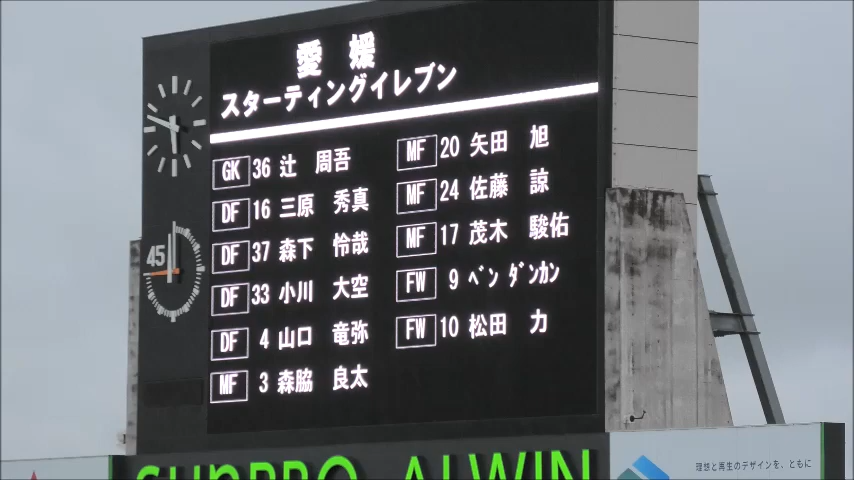 愛 媛
スターティングイレブン
GK 36 辻 周吾
DF 16 三原 秀真
DF 37 森下 怜哉
DF 33 小川 大空
DF 4 山口 竜弥
MF 3 森脇 良太
MF 20 矢田 旭
MF 24 佐藤 諒
MF 17 茂木 駿佑
FW 9 ベン ダンカン
FW 10 松田 力
45
SUNPRO ALWIN
理想と再生のデザインを、ともに